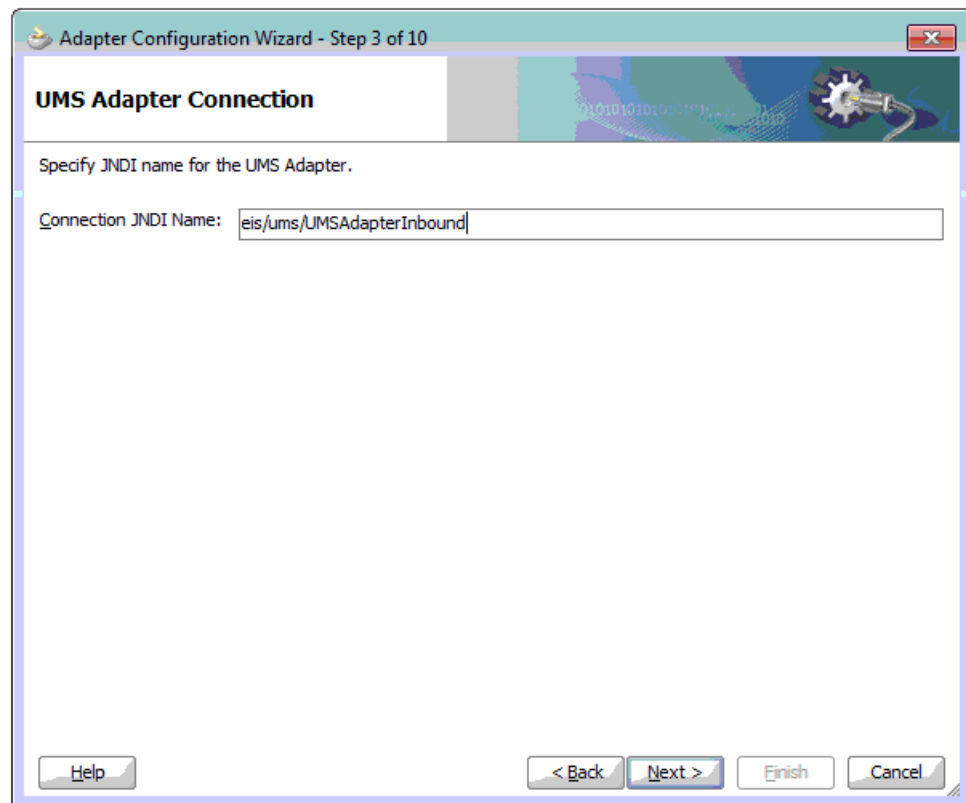 Adapter Configuration Wizard - Step 3 of 10
UMS Adapter Connection
Specify JNDI name for the UMS Adapter.
Connection JNDI Name: eis/ums/UMSAdapterInbound
Help < Back Next > Finish Cancel